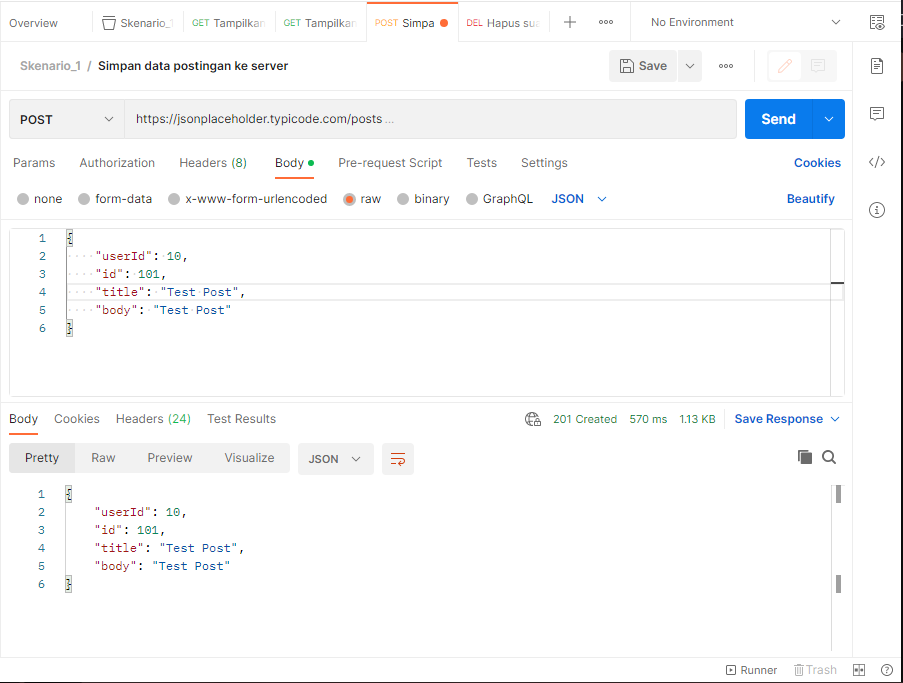 Overview Skenario_1 GET Tampilkan GET Tampilkan POST Simpa DEL Hapus sua No Environment
Skenario_1 / Simpan data postingan ke server Save
POST https://jsonplaceholder.typicode.com/posts ... Send
Params Authorization Headers (8) Body Pre-request Script Tests Settings Cookies
none form-data x-www-form-urlencoded raw binary GraphQL JSON Beautify
1 {
2 "userId": 10,
3 "id": 101,
4 "title": "Test Post",
5 "body": "Test Post"
6 }
Body Cookies Headers (24) Test Results 201 Created 570 ms 1.13 KB Save Response
Pretty Raw Preview Visualize JSON
1 {
2 "userId": 10,
3 "id": 101,
4 "title": "Test Post",
5 "body": "Test Post"
6 }
Runner Trash